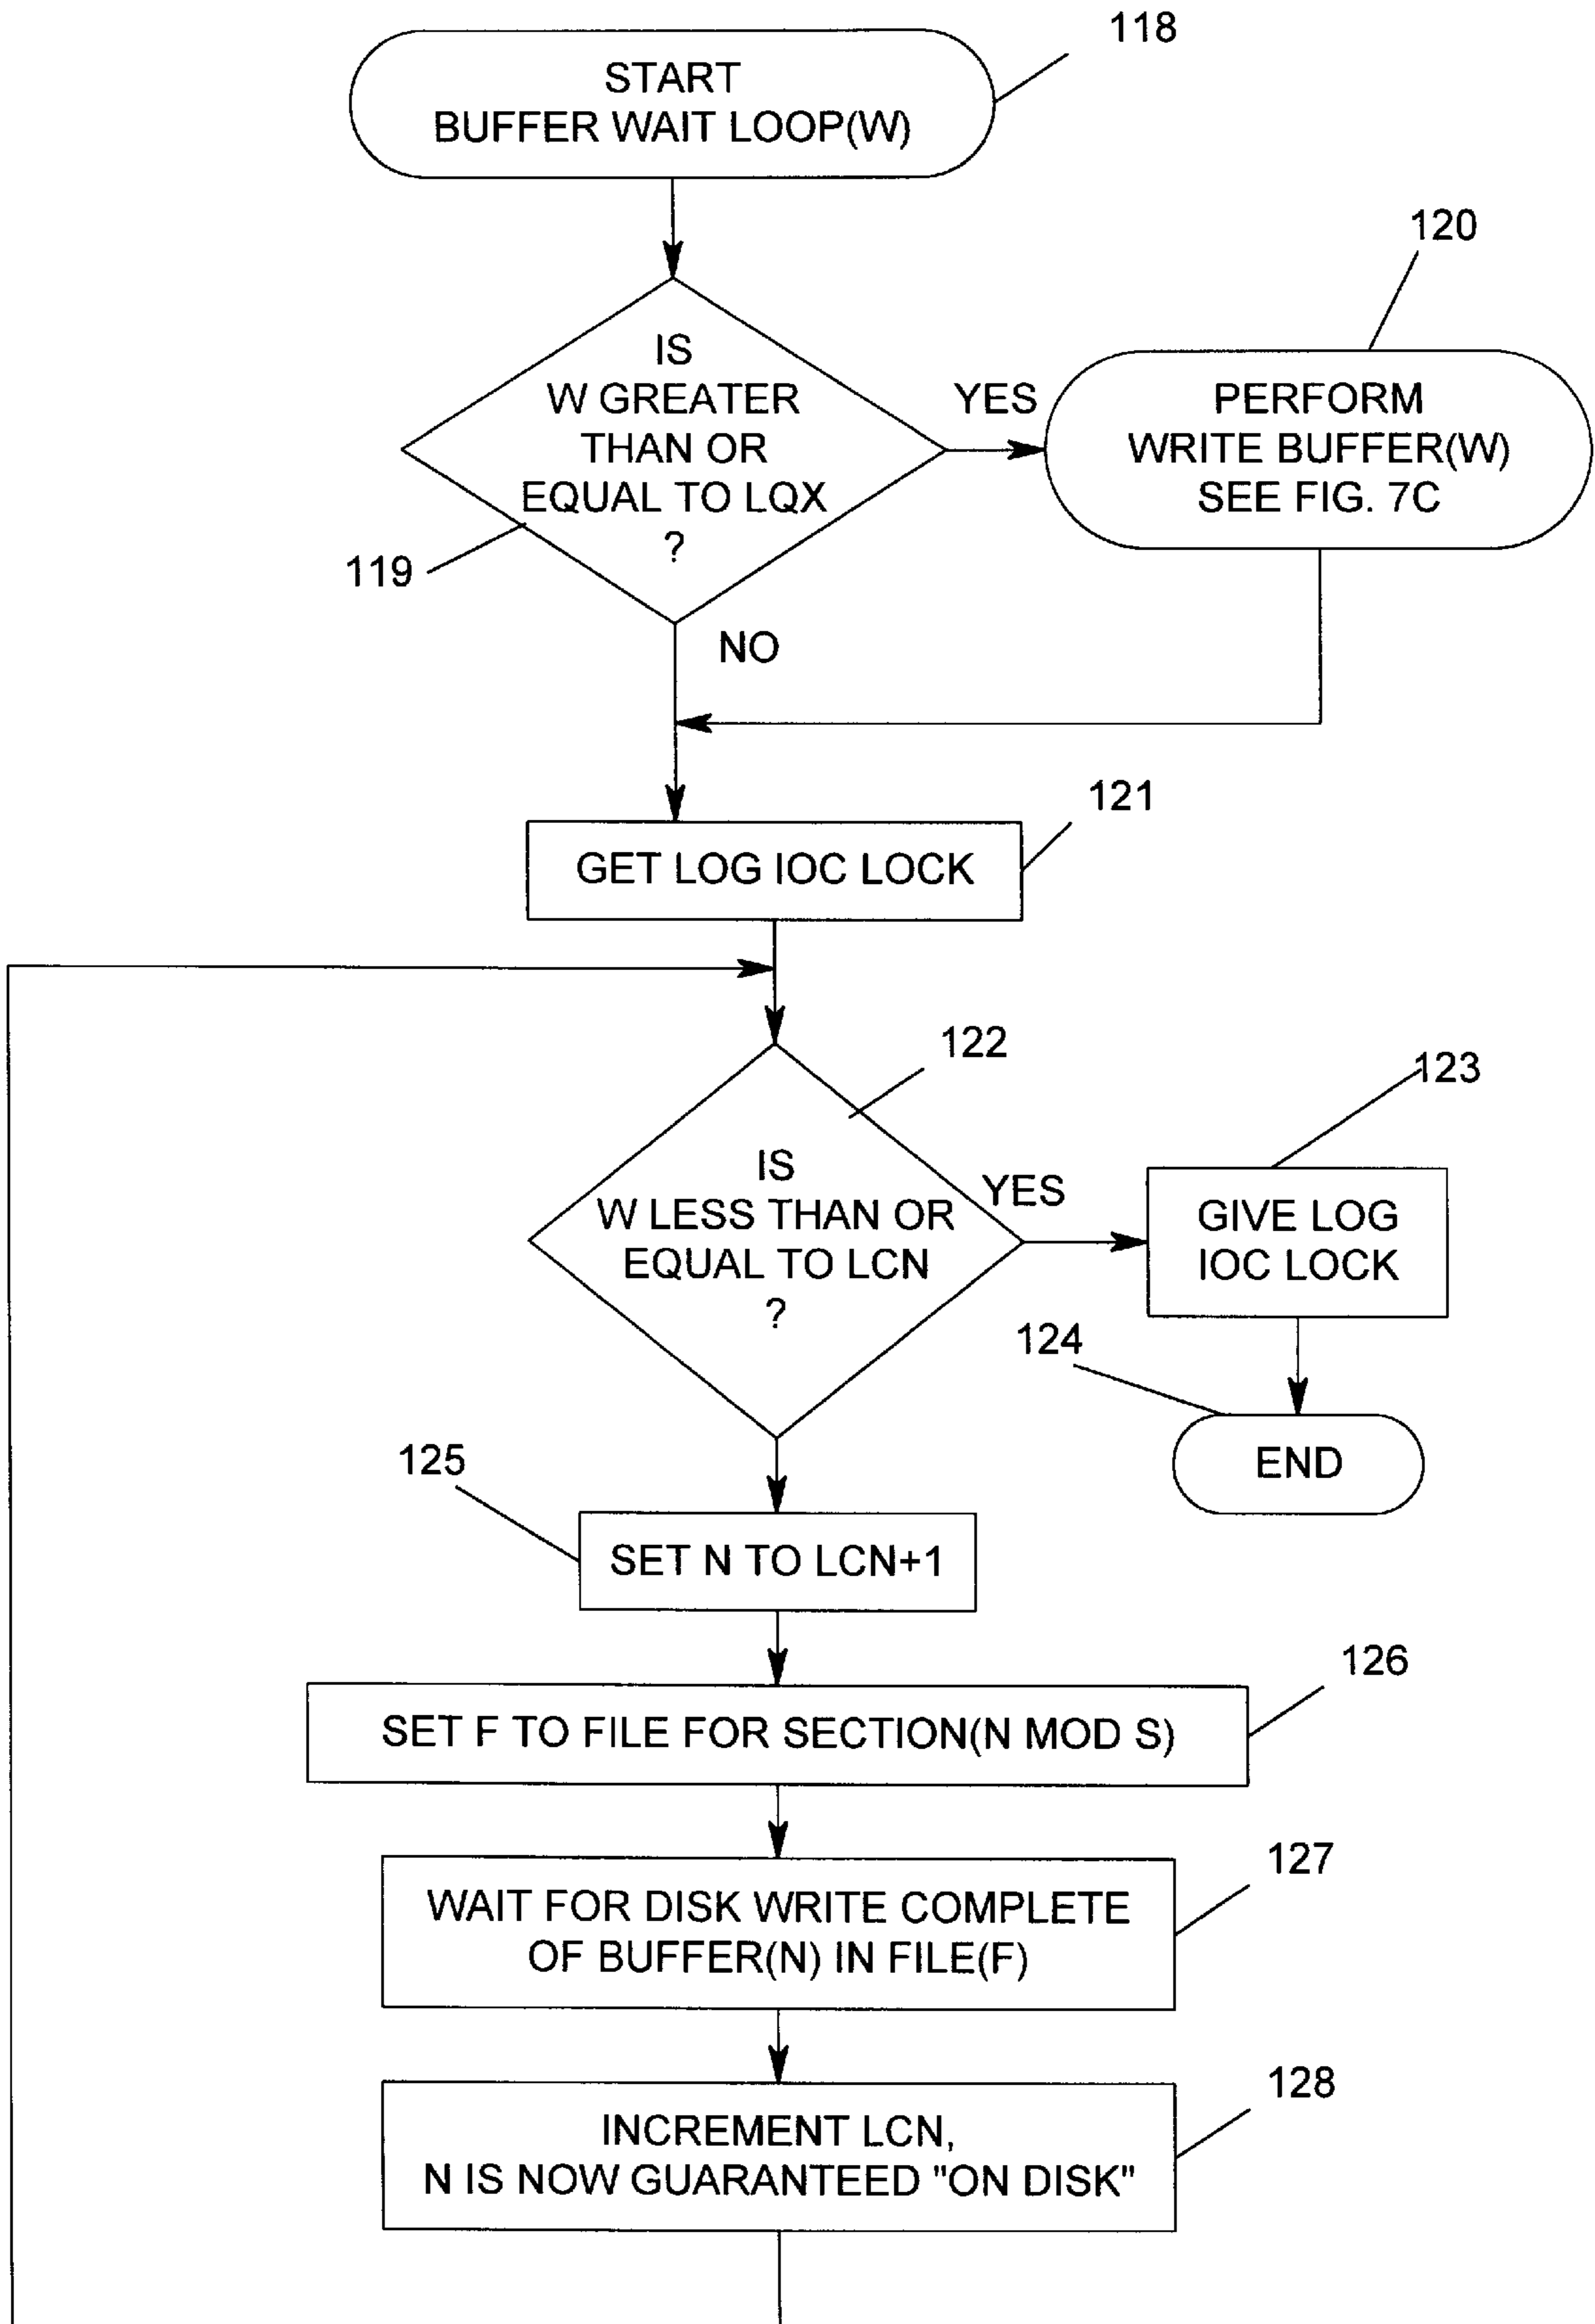 118
START
BUFFER WAIT LOOP(W)
120
IS
W GREATER
THAN OR
EQUAL TO LQX
?
YES
PERFORM
WRITE BUFFER(W)
SEE FIG. 7C
119
NO
121
GET LOG IOC LOCK
122
123
IS
W LESS THAN OR
EQUAL TO LCN
?
YES
GIVE LOG
IOC LOCK
124
END
125
SET N TO LCN+1
126
SET F TO FILE FOR SECTION(N MOD S)
127
WAIT FOR DISK WRITE COMPLETE
OF BUFFER(N) IN FILE(F)
128
INCREMENT LCN,
N IS NOW GUARANTEED "ON DISK"